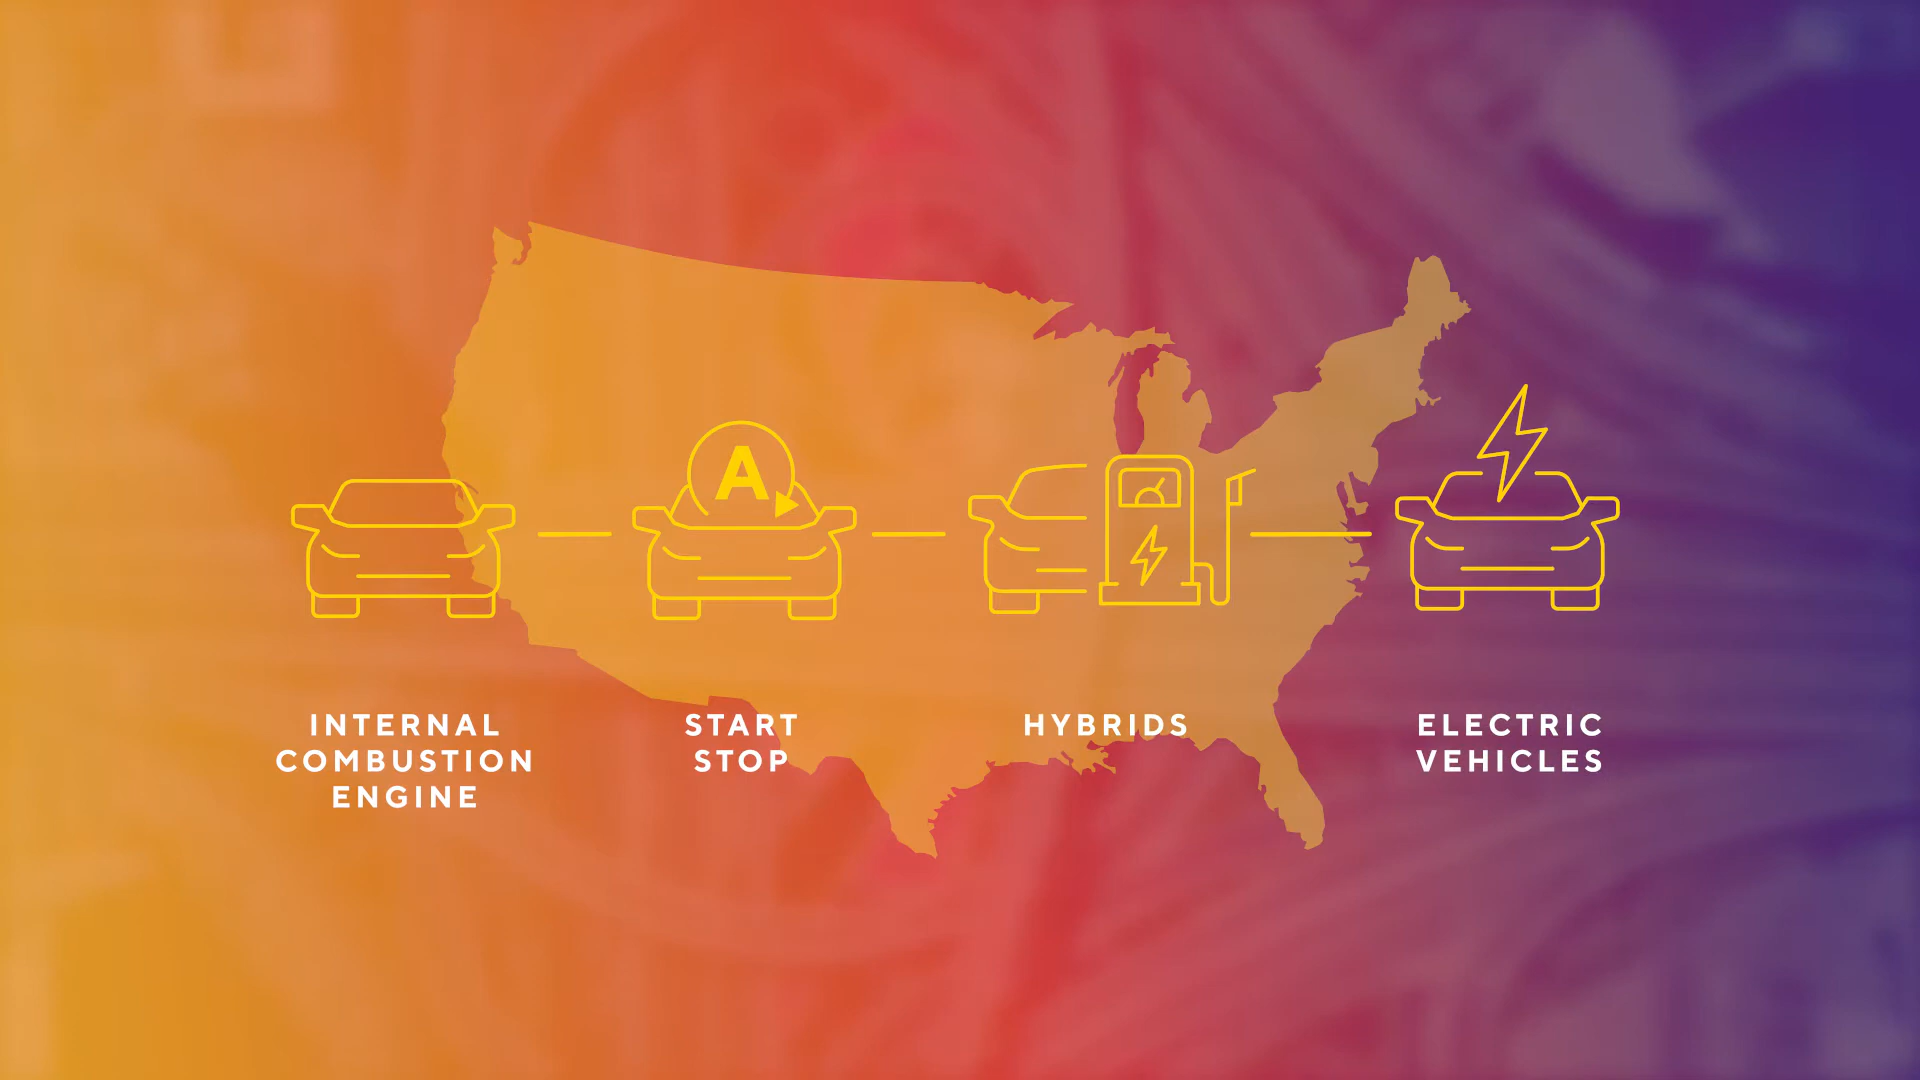 A
INTERNAL
COMBUSTION
ENGINE
START
STOP
HYBRIDS
ELECTRIC
VEHICLES